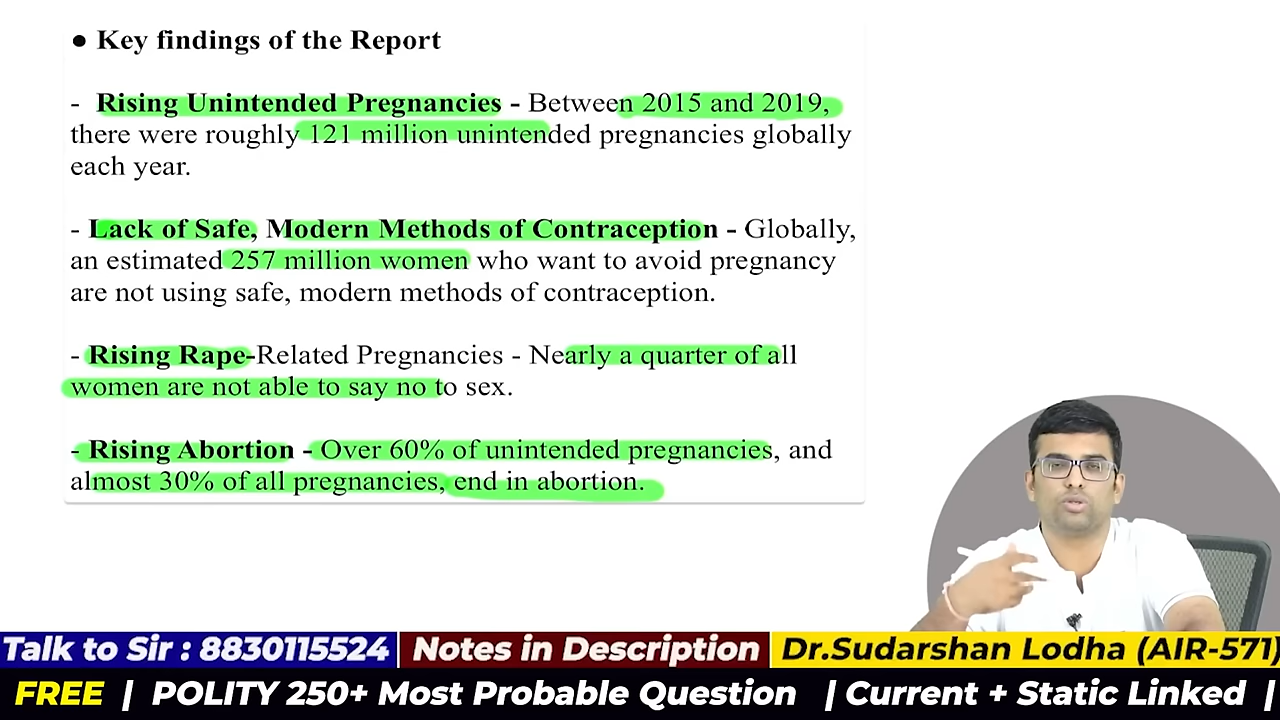 ● Key findings of the Report
- Rising Unintended Pregnancies - Between 2015 and 2019,
there were roughly 121 million unintended pregnancies globally
each year.
- Lack of Safe, Modern Methods of Contraception - Globally,
an estimated 257 million women who want to avoid pregnancy
are not using safe, modern methods of contraception.
- Rising Rape-Related Pregnancies - Nearly a quarter of all
women are not able to say no to sex.
- Rising Abortion - Over 60% of unintended pregnancies, and
almost 30% of all pregnancies, end in abortion.
Talk to Sir : 8830115524 Notes in Description Dr.Sudarshan Lodha (AIR-571)
FREE | POLITY 250+ Most Probable Question | Current + Static Linked |